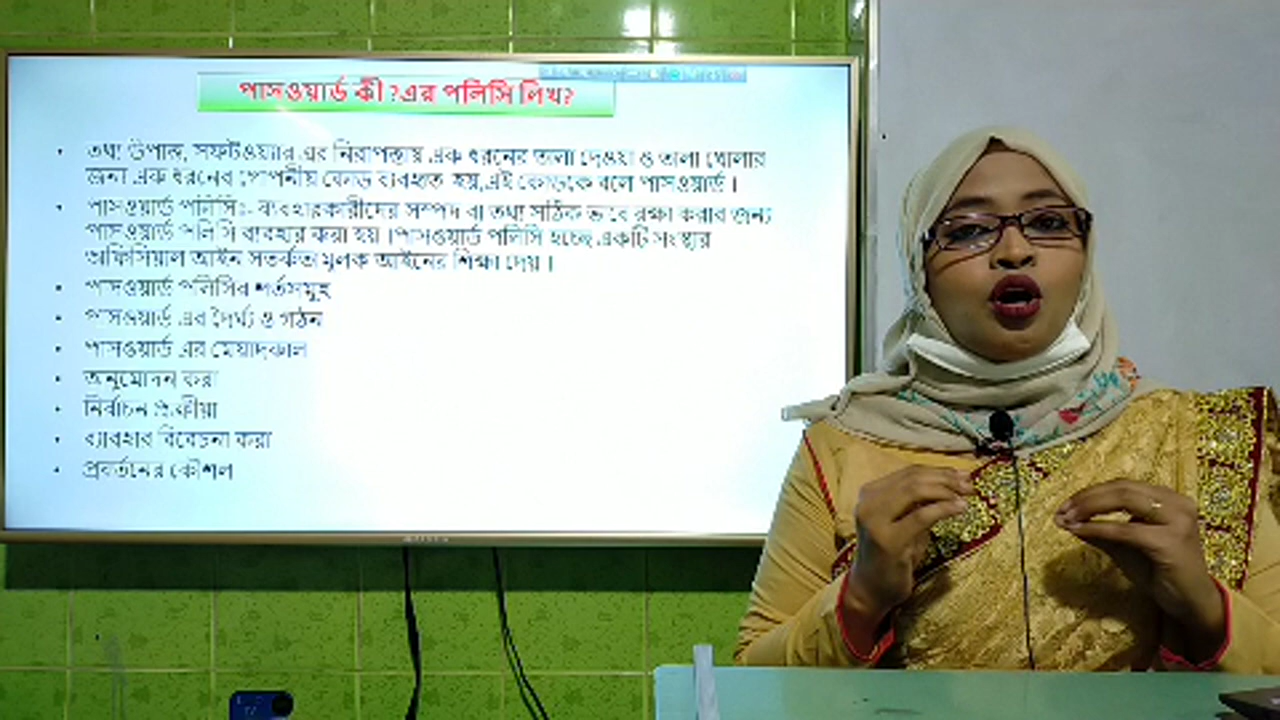 পাসওয়ার্ড কী ?এর পলিসি লিখ?
তথ্য উপাত্ত, সফটওয়্যার এর নিরাপত্তায় এক ধরনের তালা দেওয়া ও তালা খোলার
জন্য এক ধরনের গোপনীয় কোড ব্যবহৃত হয়,এই কোডকে বলে পাসওয়ার্ড ।
পাসওয়ার্ড পলিসিঃ- ব্যবহারকারীদের সম্পদ বা তথ্য সঠিক ভাবে রক্ষা করার জন্য
পাসওয়ার্ড পলিসি ব্যবহার করা হয় ।পাসওয়ার্ড পলিসি হচ্ছে একটি সংস্থার
অফিসিয়াল আইন সতর্কতামুলক আইনের শিক্ষা দেয় ।
পাসওয়ার্ড পলিসির শর্তসমুহ
পাসওয়ার্ড এর দৈর্ঘ্য ও গঠন
পাসওয়ার্ড এর মেয়াদকাল
অনুমোদন করা
নির্বাচন
ব্যাবহার বিবেচনা করা
প্রবর্তনের কৌশল